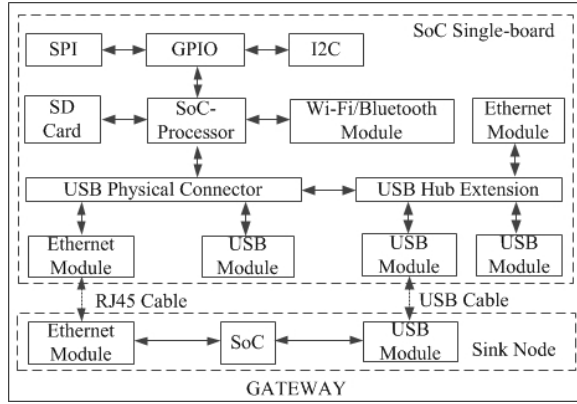 SoC Single-board
SPI
GPIO
I2C
SD
Card
SoC-
Processor
Wi-Fi/Bluetooth
Module
Ethernet
Module
USB Physical Connector
USB Hub Extension
Ethernet
Module
USB
Module
USB
Module
USB
Module
RJ45 Cable
USB Cable
Ethernet
Module
SoC
USB
Module
Sink Node
GATEWAY